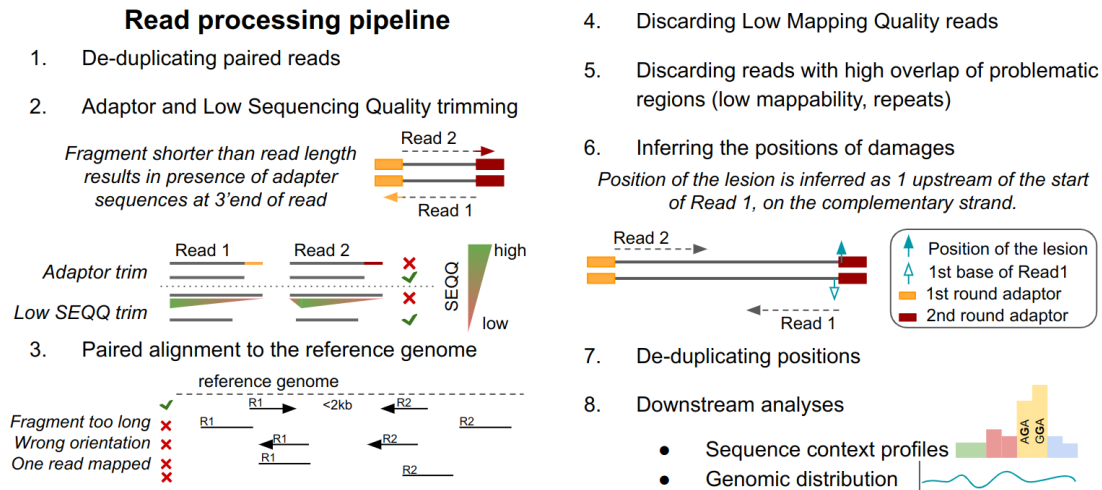 Read processing pipeline
1. De-duplicating paired reads
2. Adaptor and Low Sequencing Quality trimming
Fragment shorter than read length
results in presence of adapter
sequences at 3'end of read
Read 2
Read 1
Read 1
Read 2
Adaptor trim
Low SEQQ trim
SEQQ
high
low
3. Paired alignment to the reference genome
reference genome
R1
<2kb
R2
Fragment too long
R1
R2
Wrong orientation
R1
R2
One read mapped
R1
R2
4. Discarding Low Mapping Quality reads
5. Discarding reads with high overlap of problematic
regions (low mappability, repeats)
6. Inferring the positions of damages
Position of the lesion is inferred as 1 upstream of the start
of Read 1, on the complementary strand.
Read 2
Read 1
Position of the lesion
1st base of Read1
1st round adaptor
2nd round adaptor
7. De-duplicating positions
8. Downstream analyses
● Sequence context profiles
● Genomic distribution
AGA
GGA